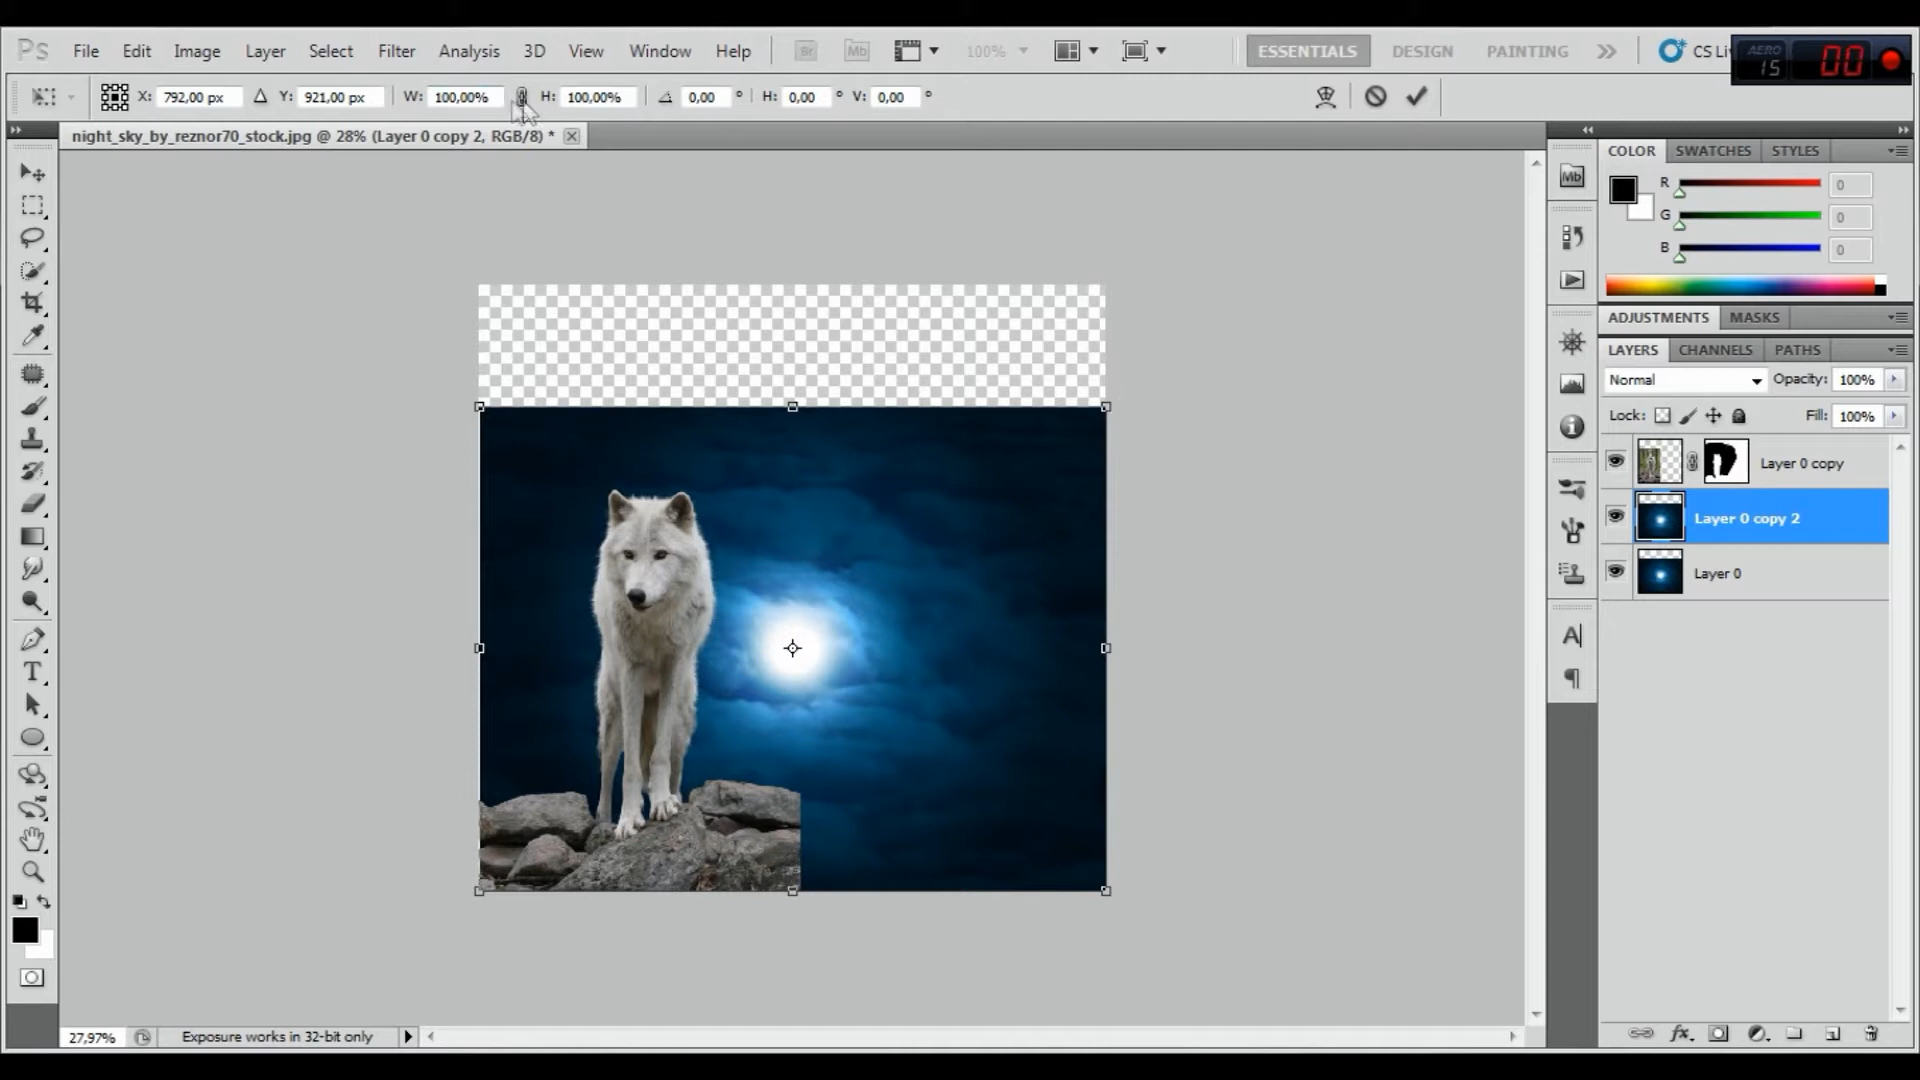 Ps File Edit Image Layer Select Filter Analysis 3D View Window Help Br Mb 100% ESSENTIALS DESIGN PAINTING CS Li AERO 15 00
X: 792,00 px Y: 921,00 px W: 100,00% H: 100,00% 0,00 ° H: 0,00 ° V: 0,00 °
night_sky_by_reznor70_stock.jpg @ 28% (Layer 0 copy 2, RGB/8) *
COLOR SWATCHES STYLES
Mb
R 0
G 0
B 0
ADJUSTMENTS MASKS
LAYERS CHANNELS PATHS
Normal Opacity: 100%
Lock: Fill: 100%
Layer 0 copy
Layer 0 copy 2
Layer 0
27,97% Exposure works in 32-bit only